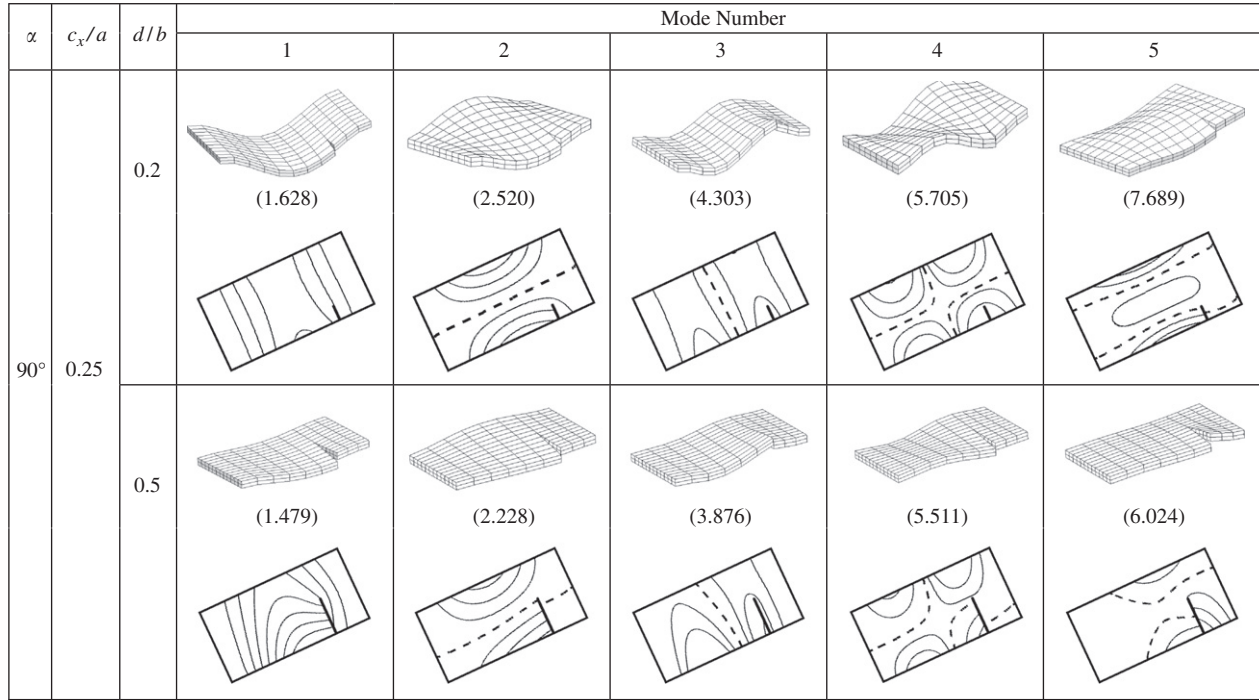 α c_x/a d/b Mode Number
1 2 3 4 5
0.2
(1.628) (2.520) (4.303) (5.705) (7.689)
90° 0.25
0.5
(1.479) (2.228) (3.876) (5.511) (6.024)